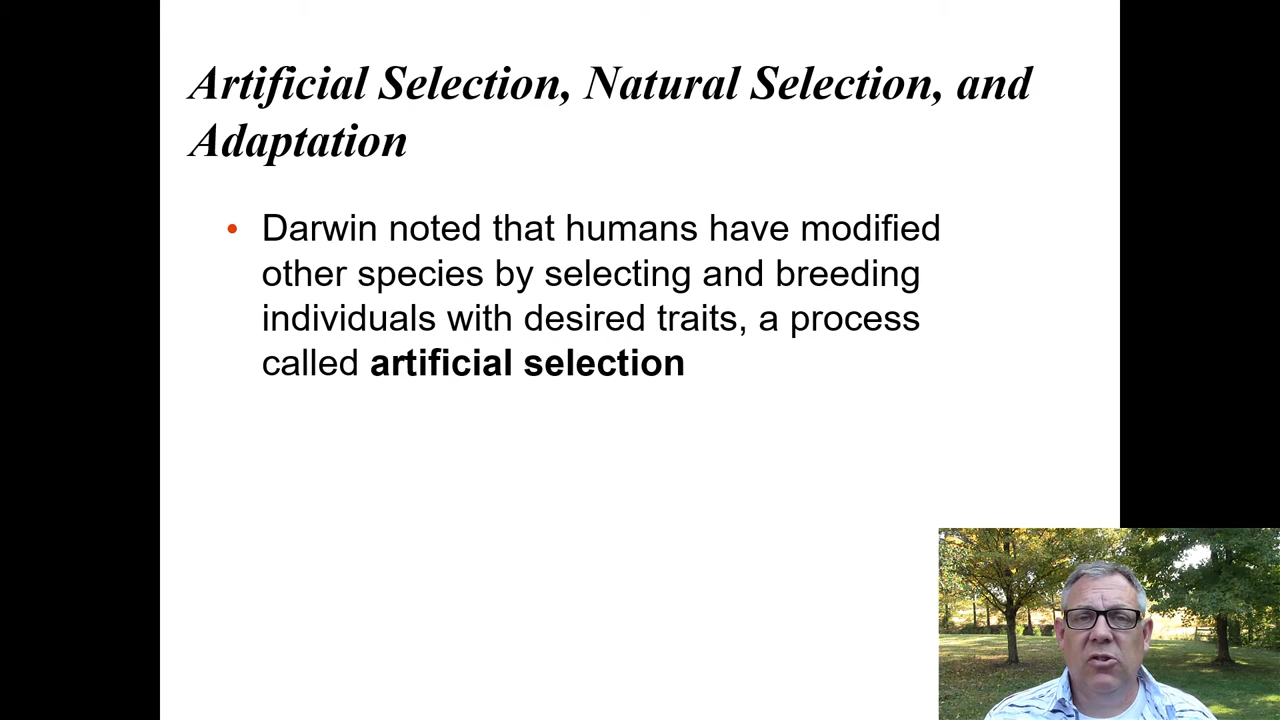 Artificial Selection, Natural Selection, and
Adaptation
• Darwin noted that humans have modified
other species by selecting and breeding
individuals with desired traits, a process
called artificial selection